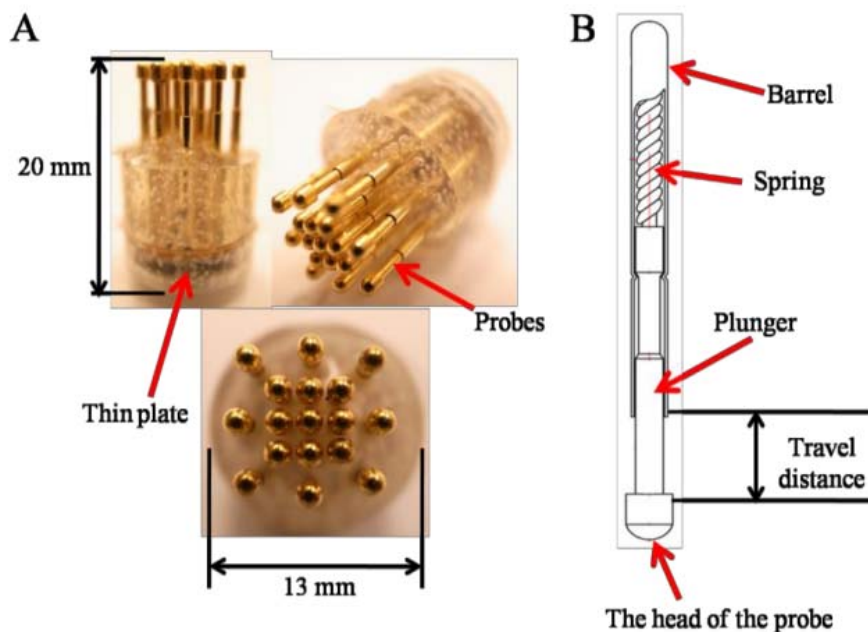 A
B
20 mm
Barrel
Spring
Probes
Plunger
Thin plate
Travel
distance
13 mm
The head of the probe